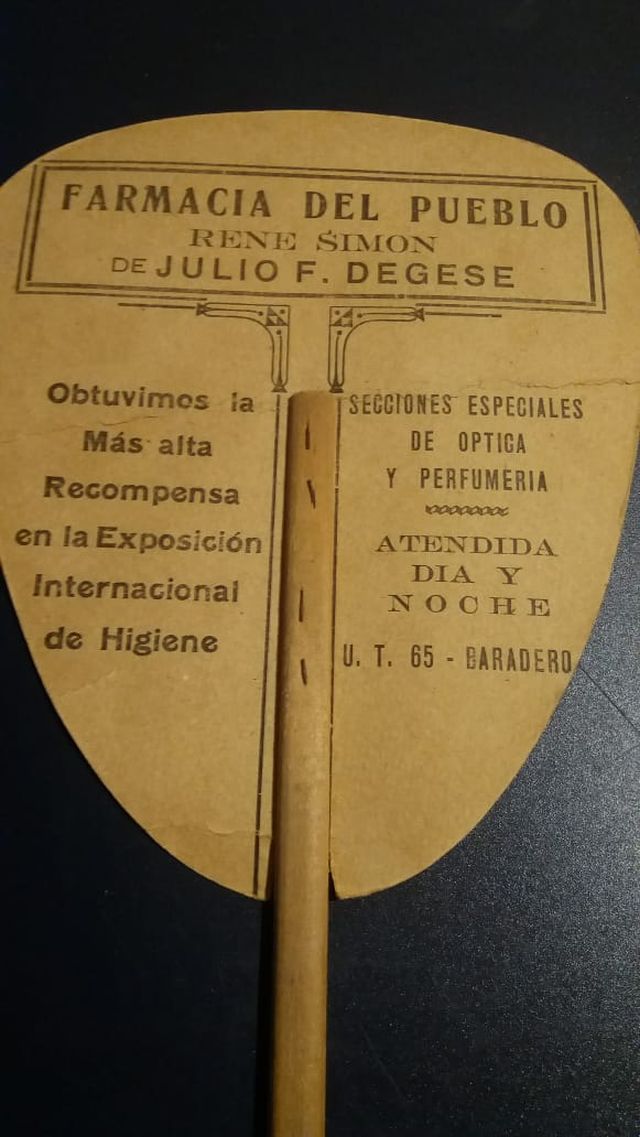 FARMACIA DEL PUEBLO
RENE SIMON
DE JULIO F. DEGESE
Obtuvimos la
Más alta
Recompensa
en la Exposición
Internacional
de Higiene
SECCIONES ESPECIALES
DE OPTICA
Y PERFUMERIA
ATENDIDA
DIA Y
NOCHE
U. T. 65 - BARADERO